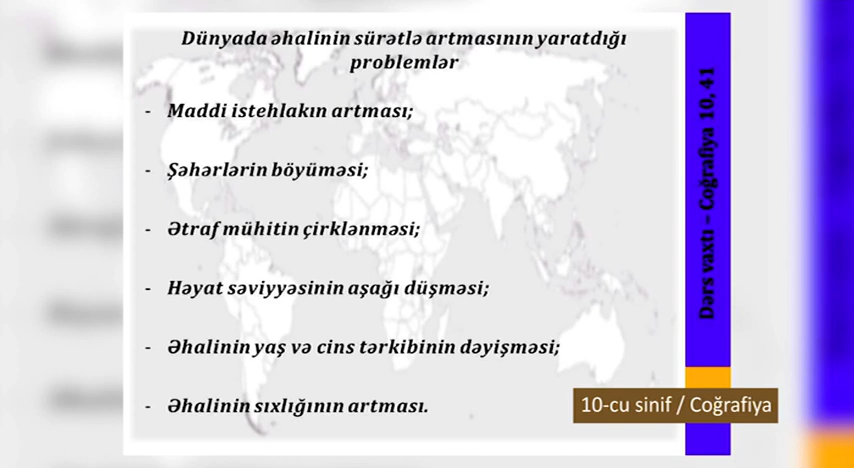 Dünyada əhalinin sürətlə artmasının yaratdığı
problemlər
- Maddi istehlakın artması;
- Şəhərlərin böyüməsi;
- Ətraf mühitin çirklənməsi;
- Həyat səviyyəsinin aşağı düşməsi;
- Əhalinin yaş və cins tərkibinin dəyişməsi;
- Əhalinin sıxlığının artması.
Dərs vaxtı – Coğrafiya 10, 41
10-cu sinif / Coğrafiya